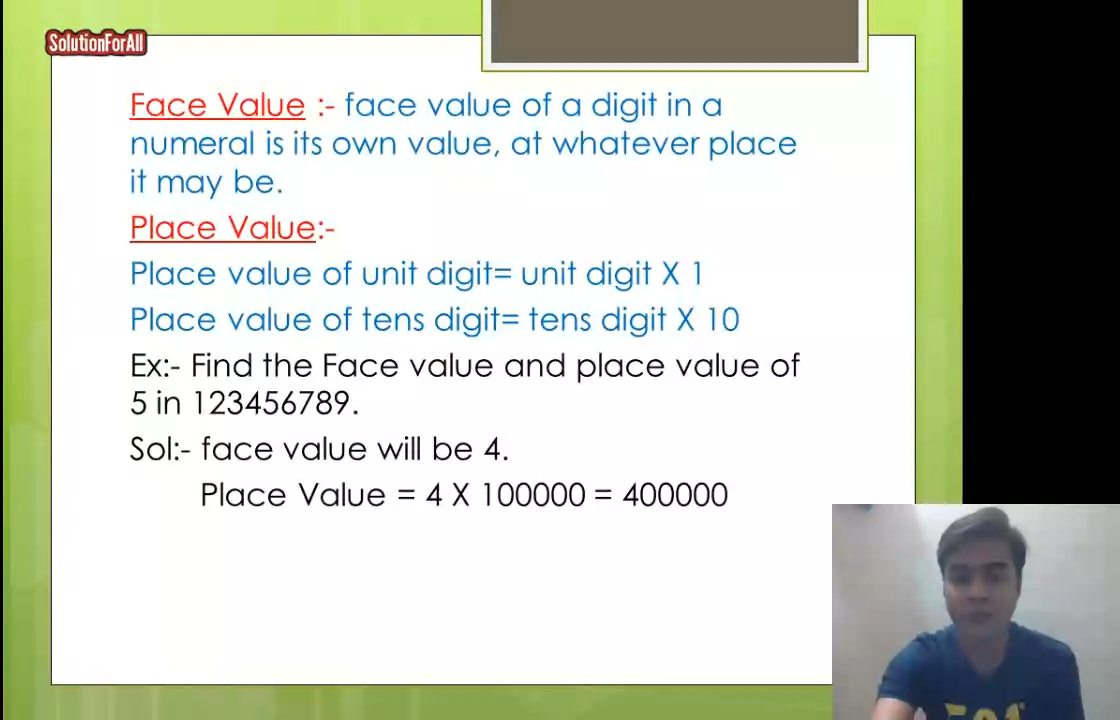 SolutionForAll
Face Value :- face value of a digit in a
numeral is its own value, at whatever place
it may be.
Place Value:-
Place value of unit digit= unit digit X 1
Place value of tens digit= tens digit X 10
Ex:- Find the Face value and place value of
5 in 123456789.
Sol:- face value will be 4.
Place Value = 4 X 100000 = 400000